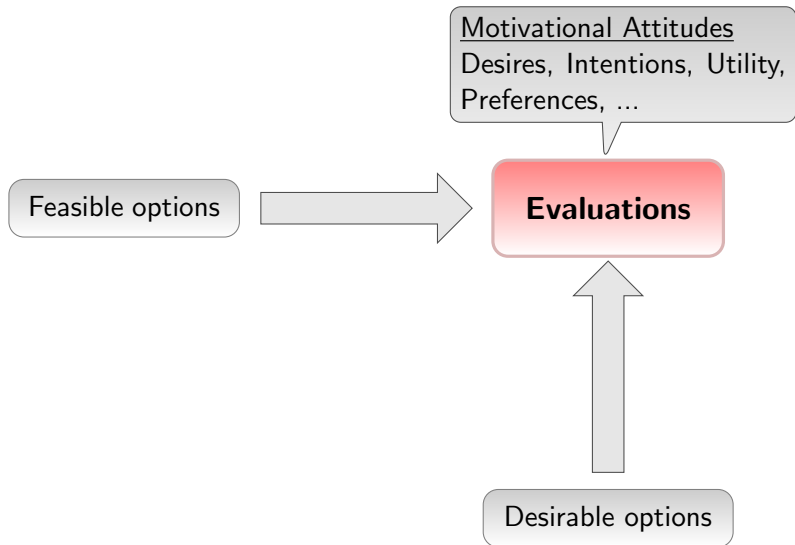 Motivational Attitudes
Desires, Intentions, Utility,
Preferences, ...
Feasible options
Evaluations
Desirable options